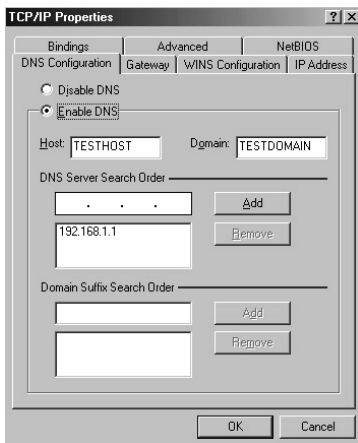 TCP/IP Properties
Bindings Advanced NetBIOS
DNS Configuration Gateway WINS Configuration IP Address
Disable DNS
Enable DNS
Host: TESTHOST Domain: TESTDOMAIN
DNS Server Search Order
. . . Add
192.168.1.1 Remove
Domain Suffix Search Order
Add
Remove
OK Cancel